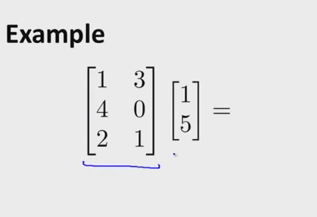 Example
[1 3] [1] =
[4 0] [5]
[2 1]